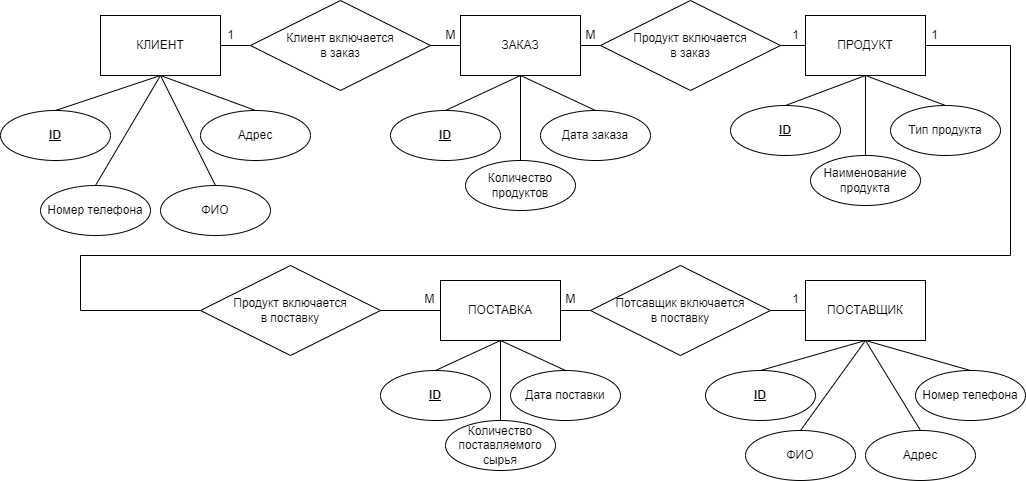 КЛИЕНТ
1
Клиент включается
в заказ
М
ЗАКАЗ
М
Продукт включается
в заказ
1
ПРОДУКТ
1
ID
Адрес
Номер телефона
ФИО
ID
Дата заказа
Количество
продуктов
ID
Тип продукта
Наименование
продукта
Продукт включается
в поставку
М
ПОСТАВКА
М
Потсавщик включается
в поставку
1
ПОСТАВЩИК
ID
Дата поставки
Количество
поставляемого
сырья
ID
Номер телефона
ФИО
Адрес